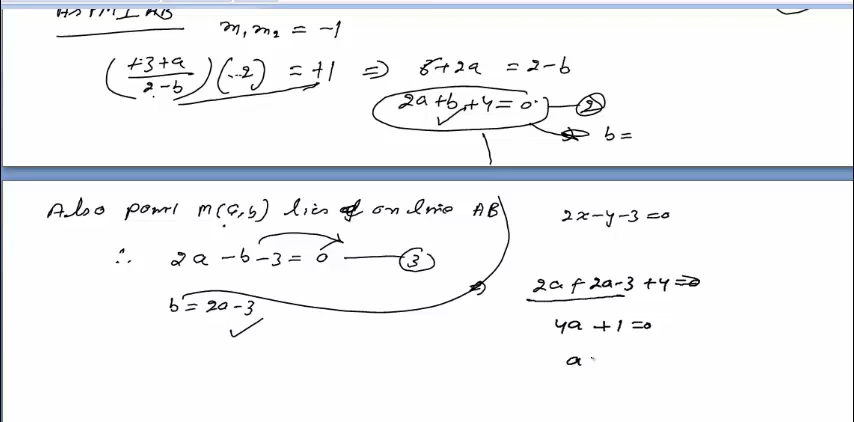 m₁m₂ = -1
(+3+a / 2-b)(-2) = +1 ⇒ 6+2a = 2-b
2a+b+4=0 — ②
b =
Also point M(a,b) lies on line AB
2x-y-3=0
∴ 2a-b-3=0 — ③
2a+2a-3+4=0
b=2a-3
4a+1=0
a